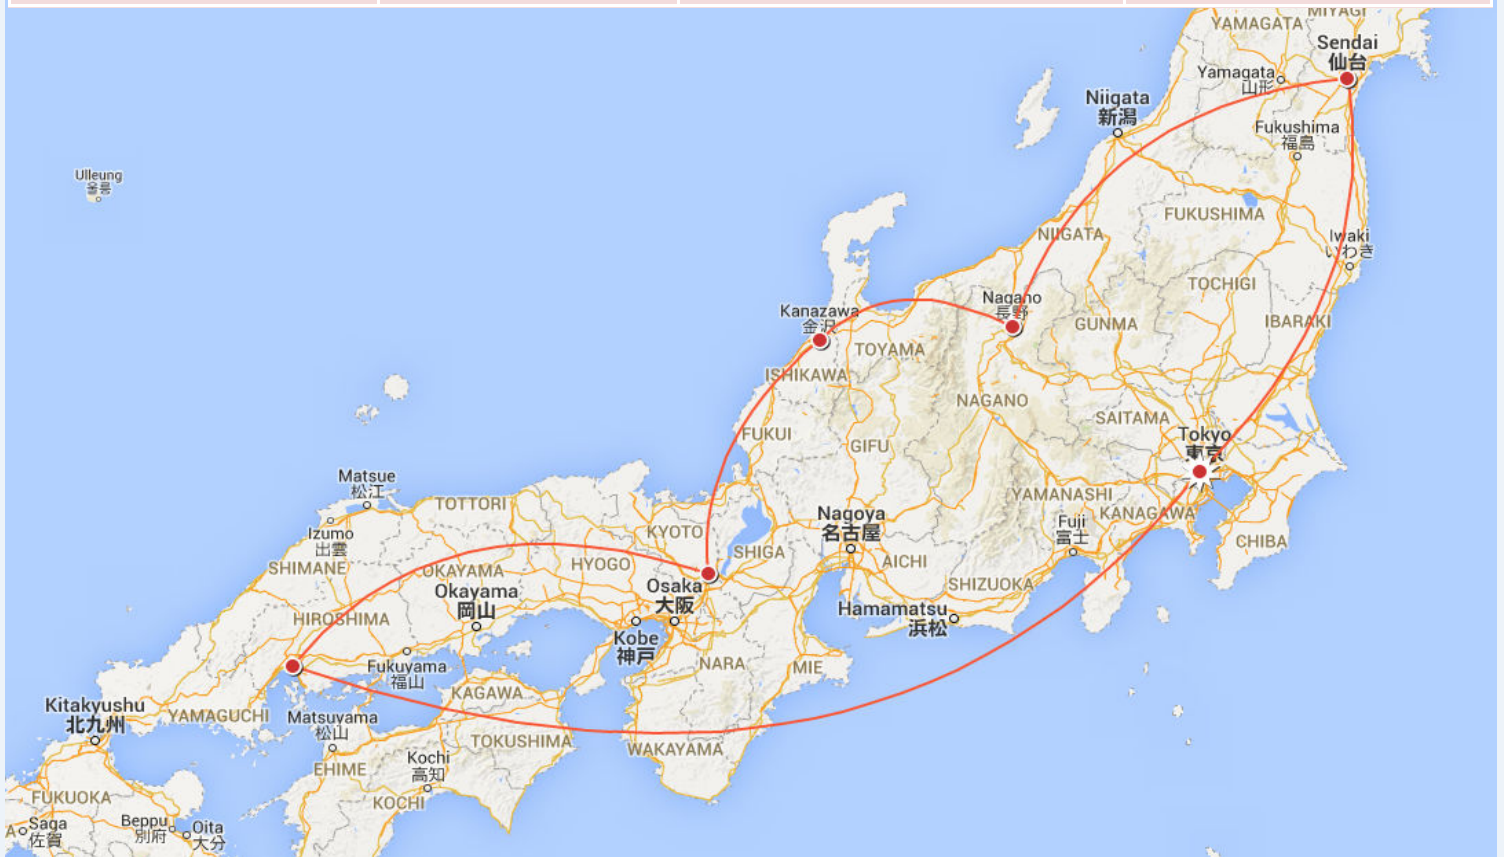 MIYAGI
YAMAGATA
Sendai
仙台
Yamagata
山形
Niigata
新潟
Fukushima
福島
Ulleung
울릉
FUKUSHIMA
NIIGATA
Iwaki
いわき
TOCHIGI
Nagano
長野
Kanazawa
金沢
GUNMA
IBARAKI
TOYAMA
ISHIKAWA
NAGANO
SAITAMA
FUKUI
GIFU
Tokyo
東京
Matsue
松江
TOTTORI
YAMANASHI
KANAGAWA
Nagoya
名古屋
Fuji
富士
KYOTO
Izumo
出雲
SHIGA
CHIBA
SHIMANE
OKAYAMA
HYOGO
AICHI
SHIZUOKA
Osaka
大阪
Okayama
岡山
Hamamatsu
浜松
HIROSHIMA
Kobe
神戸
Fukuyama
福山
NARA
MIE
KAGAWA
Kitakyushu
北九州
YAMAGUCHI
Matsuyama
松山
TOKUSHIMA
WAKAYAMA
Kochi
高知
EHIME
KOCHI
FUKUOKA
Saga
佐賀
Beppu
別府
Oita
大分